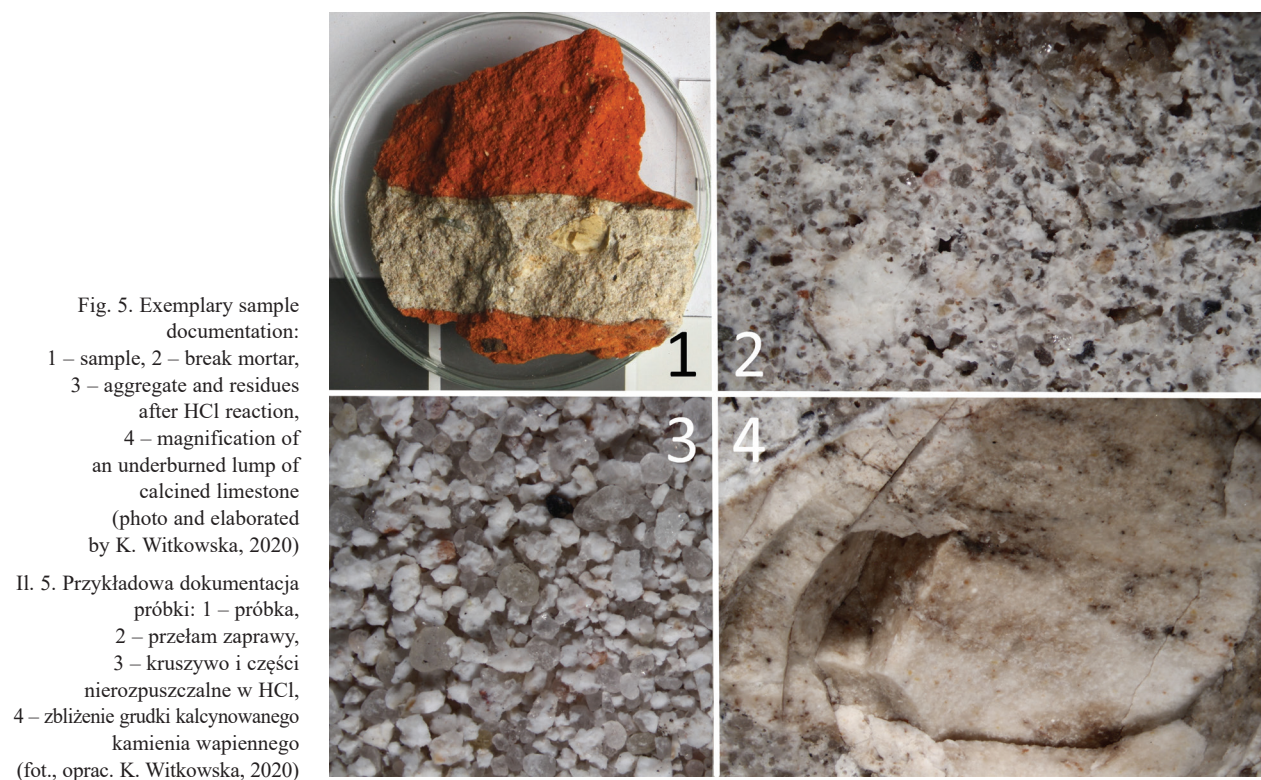 Fig. 5. Exemplary sample
documentation:
1 – sample, 2 – break mortar,
3 – aggregate and residues
after HCl reaction,
4 – magnification of
an underburned lump of
calcined limestone
(photo and elaborated
by K. Witkowska, 2020)
Il. 5. Przykładowa dokumentacja
próbki: 1 – próbka,
2 – przełam zaprawy,
3 – kruszywo i części
nierozpuszczalne w HCl,
4 – zbliżenie grudki kalcynowanego
kamienia wapiennego
(fot., oprac. K. Witkowska, 2020)
1
2
3
4